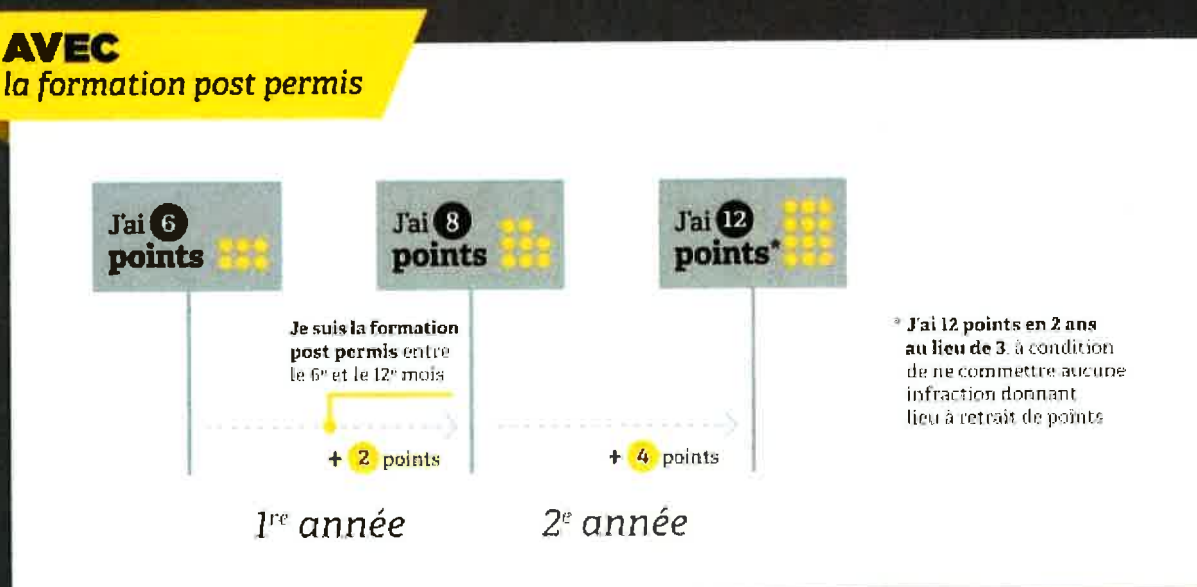 AVEC
la formation post permis
J'ai 6
points
J'ai 8
points
J'ai 12
points*
Je suis la formation
post permis entre
le 6e et le 12e mois
+ 2 points
+ 4 points
1re année
2e année
* J'ai 12 points en 2 ans
au lieu de 3, à condition
de ne commettre aucune
infraction donnant
lieu à retrait de points